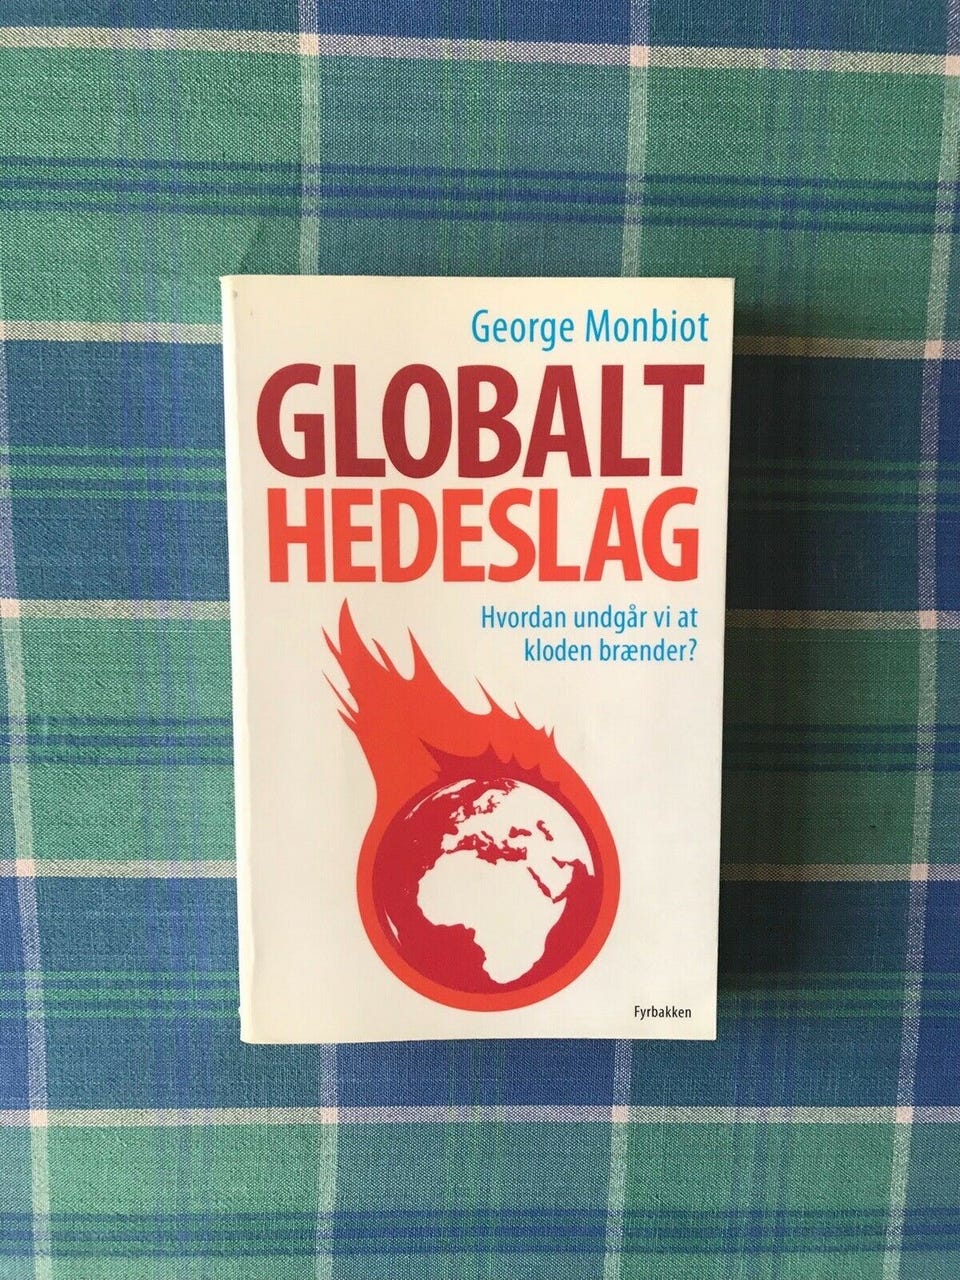 George Monbiot
GLOBALT
HEDESLAG
Hvordan undgår vi at
kloden brænder?
Fyrbakken